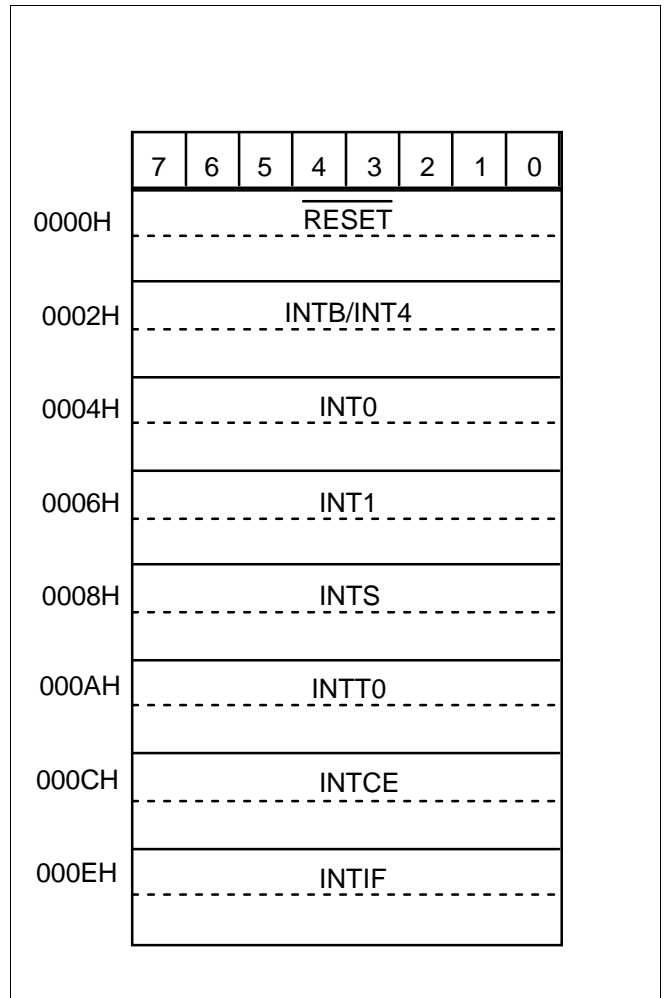 7 6 5 4 3 2 1 0
0000H RESET
0002H INTB/INT4
0004H INT0
0006H INT1
0008H INTS
000AH INTT0
000CH INTCE
000EH INTIF